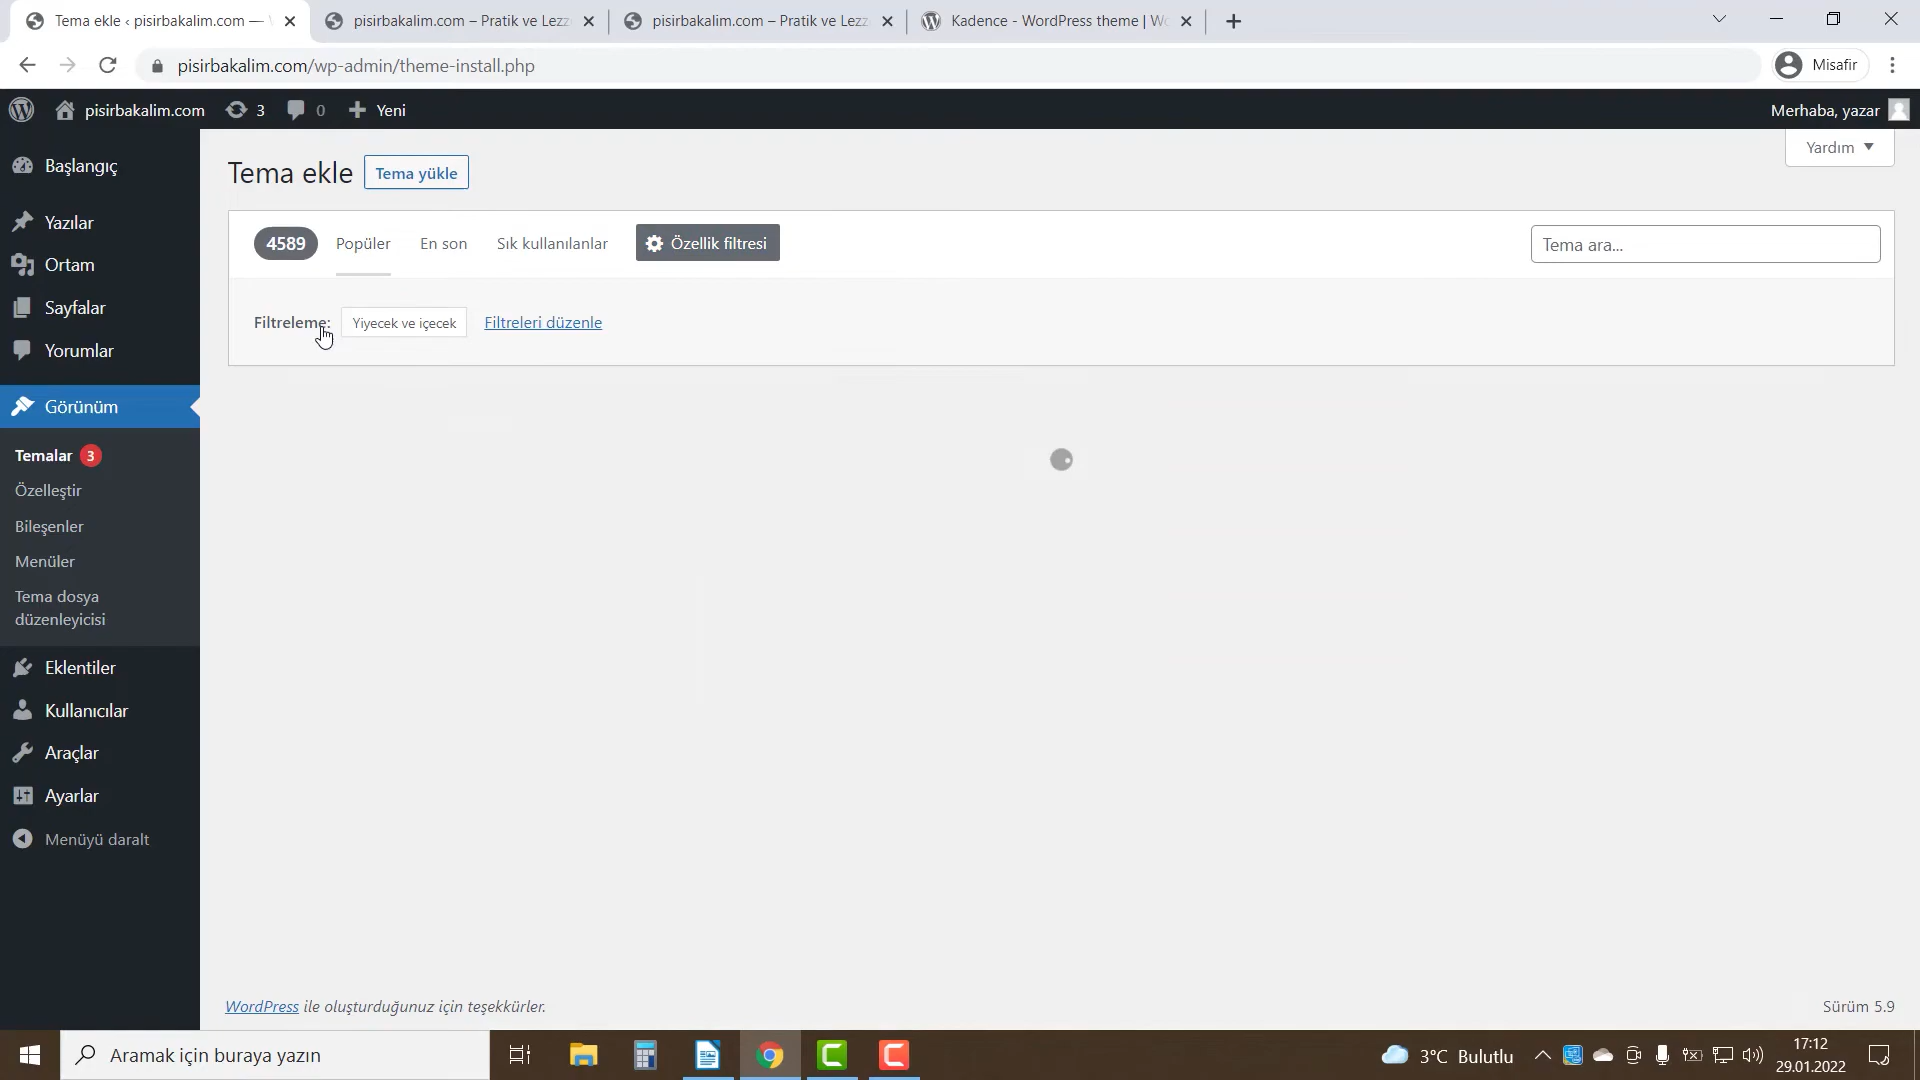 Tema ekle ‹ pisirbakalim.com —
pisirbakalim.com – Pratik ve Lezz
pisirbakalim.com – Pratik ve Lezz
Kadence - WordPress theme | Wo
pisirbakalim.com/wp-admin/theme-install.php
Misafir
pisirbakalim.com
3
0
Yeni
Merhaba, yazar
Başlangıç
Yazılar
Ortam
Sayfalar
Yorumlar
Görünüm
Temalar 3
Özelleştir
Bileşenler
Menüler
Tema dosya
düzenleyicisi
Eklentiler
Kullanıcılar
Araçlar
Ayarlar
Menüyü daralt
Yardım
Tema ekle
Tema yükle
4589
Popüler
En son
Sık kullanılanlar
Özellik filtresi
Tema ara...
Filtreleme:
Yiyecek ve içecek
Filtreleri düzenle
WordPress ile oluşturduğunuz için teşekkürler.
Sürüm 5.9
Aramak için buraya yazın
3°C Bulutlu
17:12
29.01.2022